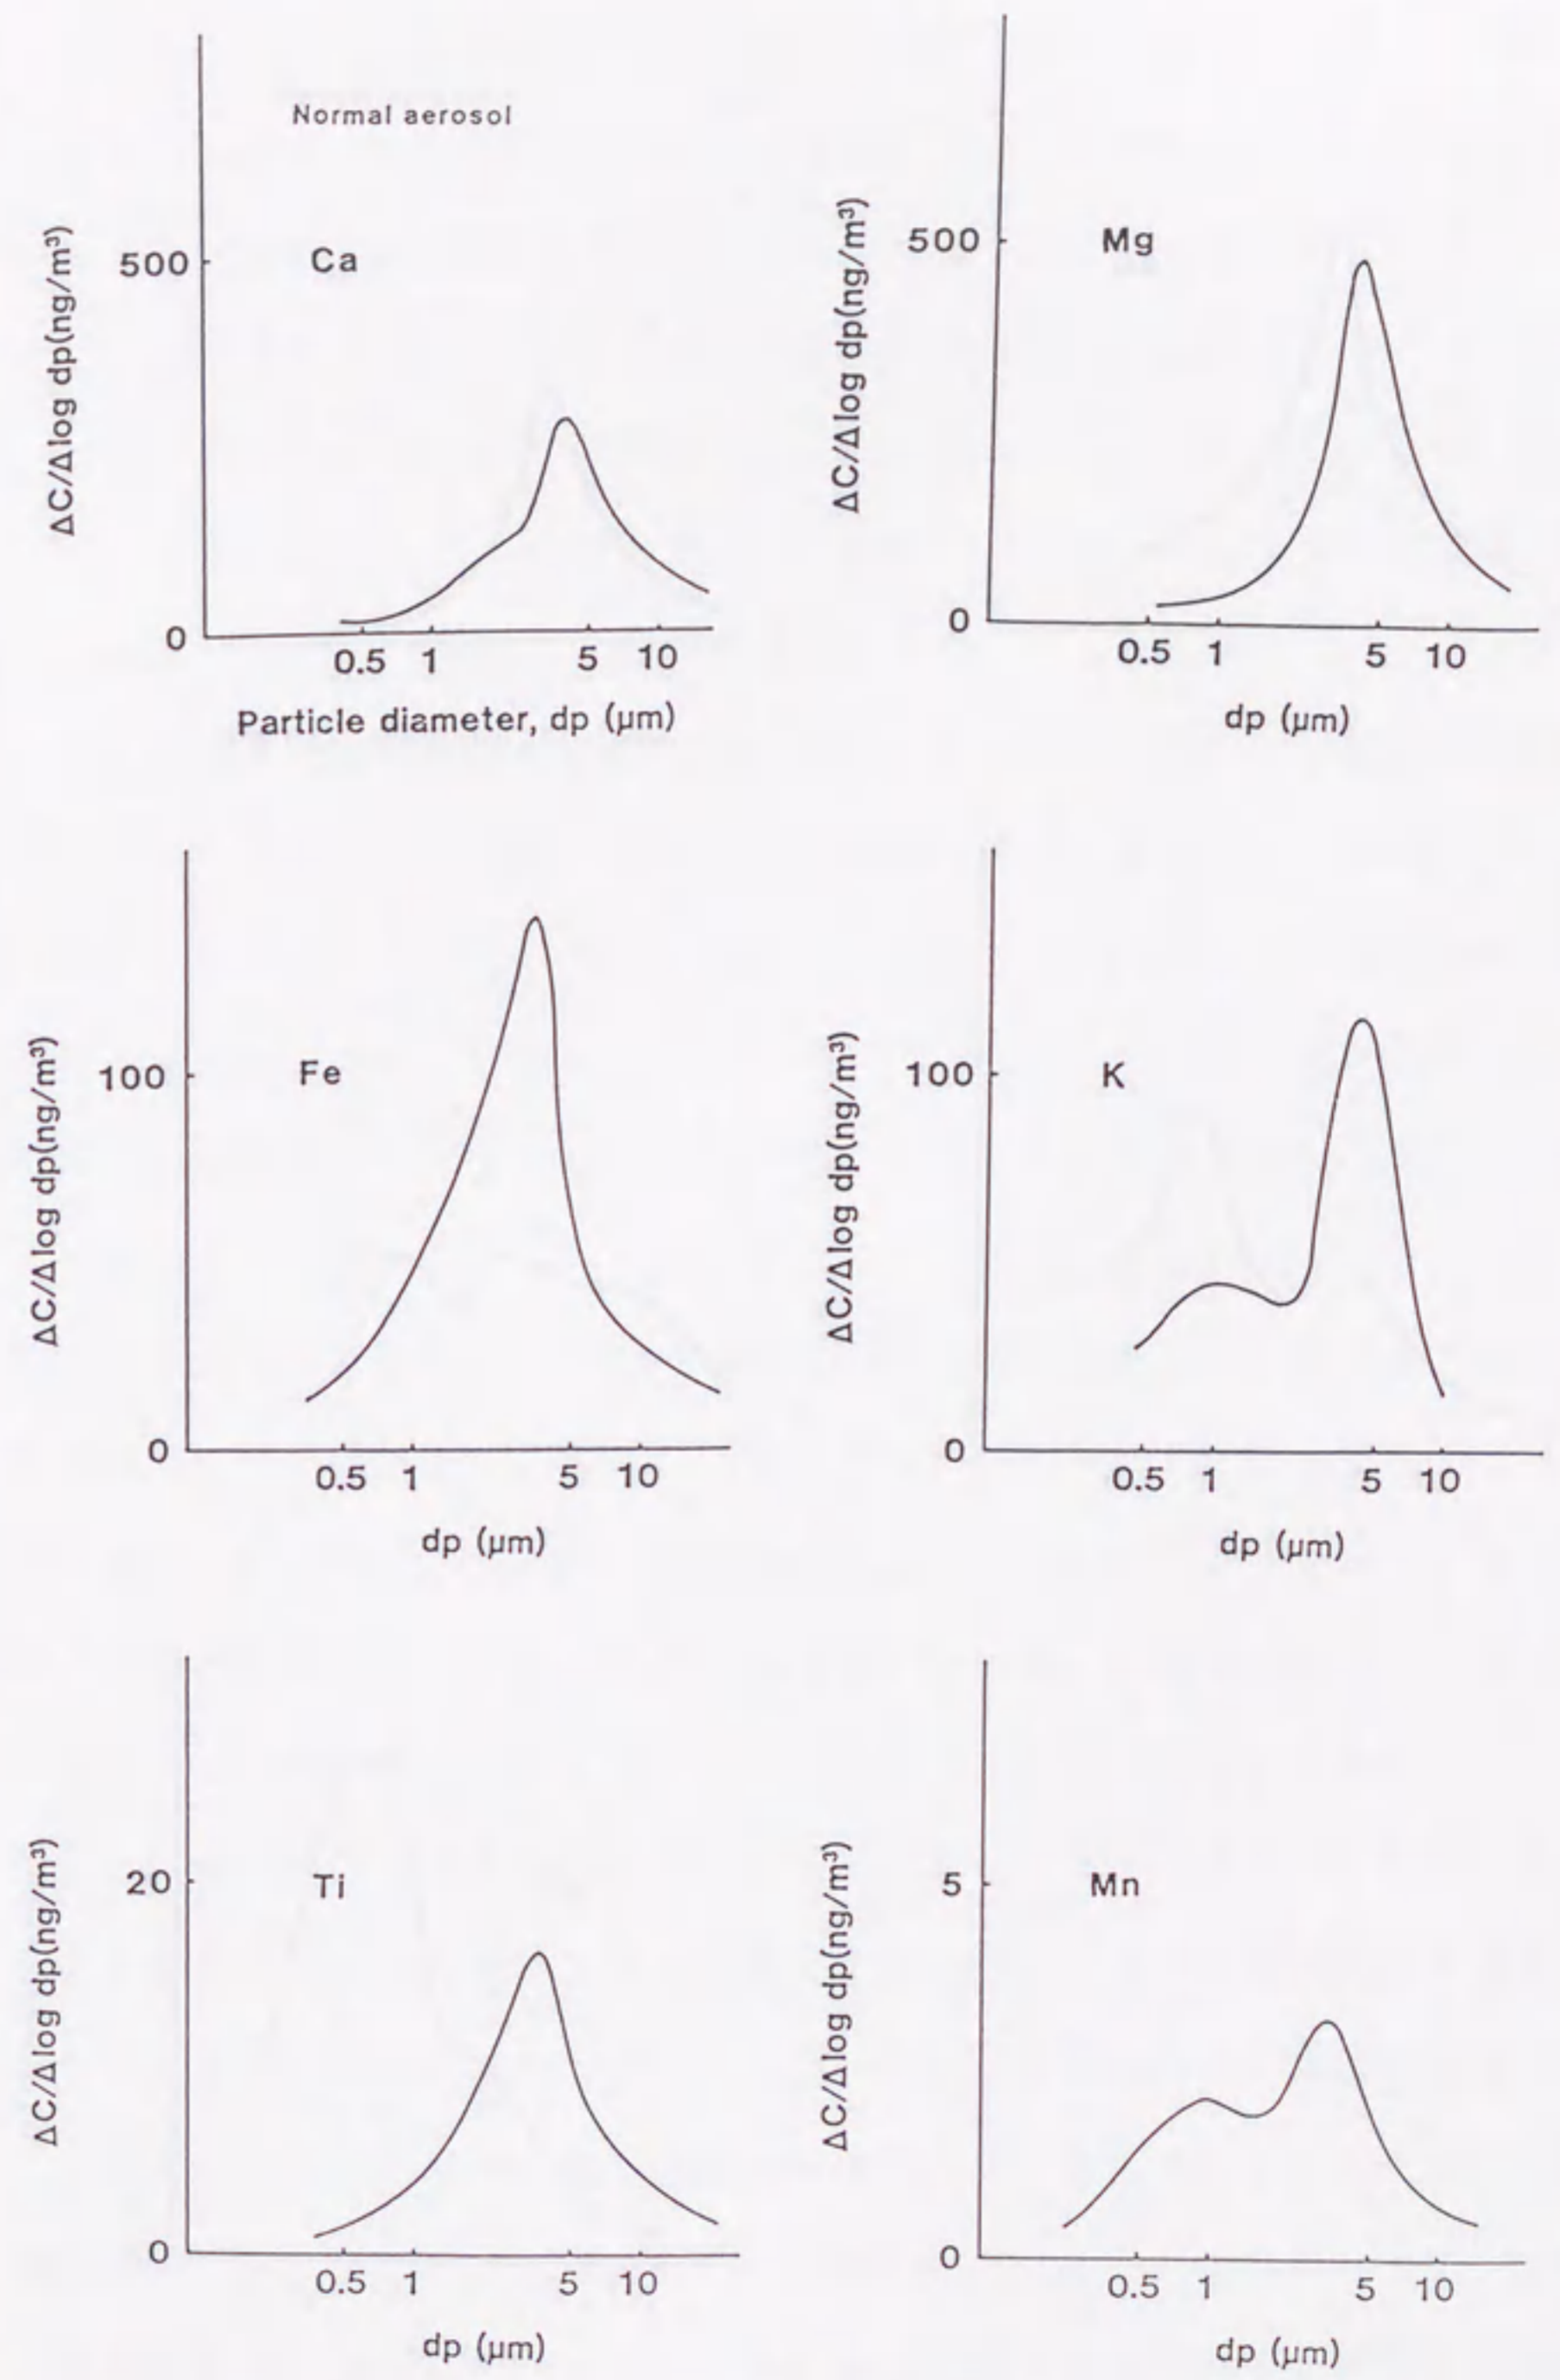 Normal aerosol
ΔC/Δlog dp(ng/m³)
500
Ca
0
0.5 1 5 10
Particle diameter, dp (μm)
ΔC/Δlog dp(ng/m³)
500
Mg
0
0.5 1 5 10
dp (μm)
ΔC/Δlog dp(ng/m³)
100
Fe
0
0.5 1 5 10
dp (μm)
ΔC/Δlog dp(ng/m³)
100
K
0
0.5 1 5 10
dp (μm)
ΔC/Δlog dp(ng/m³)
20
Ti
0
0.5 1 5 10
dp (μm)
ΔC/Δlog dp(ng/m³)
5
Mn
0
0.5 1 5 10
dp (μm)